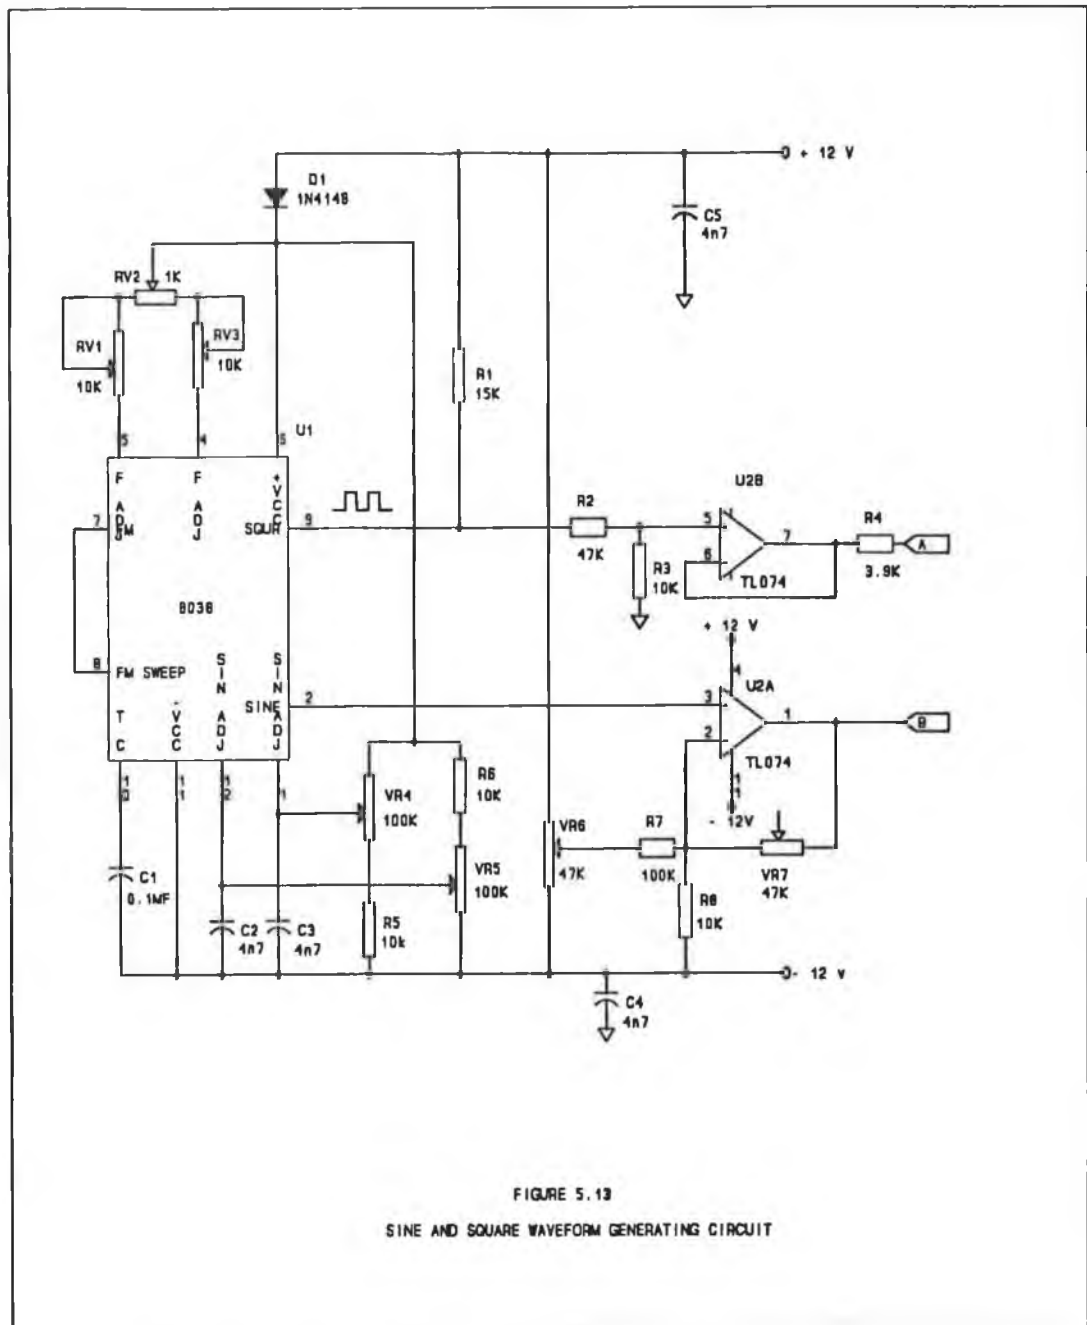 + 12 V
D1
1N4148
C5
4n7
RV2 1K
RV1
10K
RV3
10K
R1
15K
5
4
6
U1
F ADJ
F ADJ
+VCC
7
FM
SQUR
9
R2
47K
R3
10K
U2B
5
6
7
TL074
R4
3.9K
A
8038
+ 12 V
4
8
FM SWEEP
SIN ADJ
SIN ADJ
SINE
2
U2A
3
2
1
B
TL074
11
- 12V
TC
-VCC
10
11
12
1
VR4
100K
R6
10K
VR6
47K
R7
100K
VR7
47K
C1
0.1MF
VR5
100K
R8
10K
C2
4n7
C3
4n7
R5
10k
- 12 V
C4
4n7
FIGURE 5.13
SINE AND SQUARE WAVEFORM GENERATING CIRCUIT